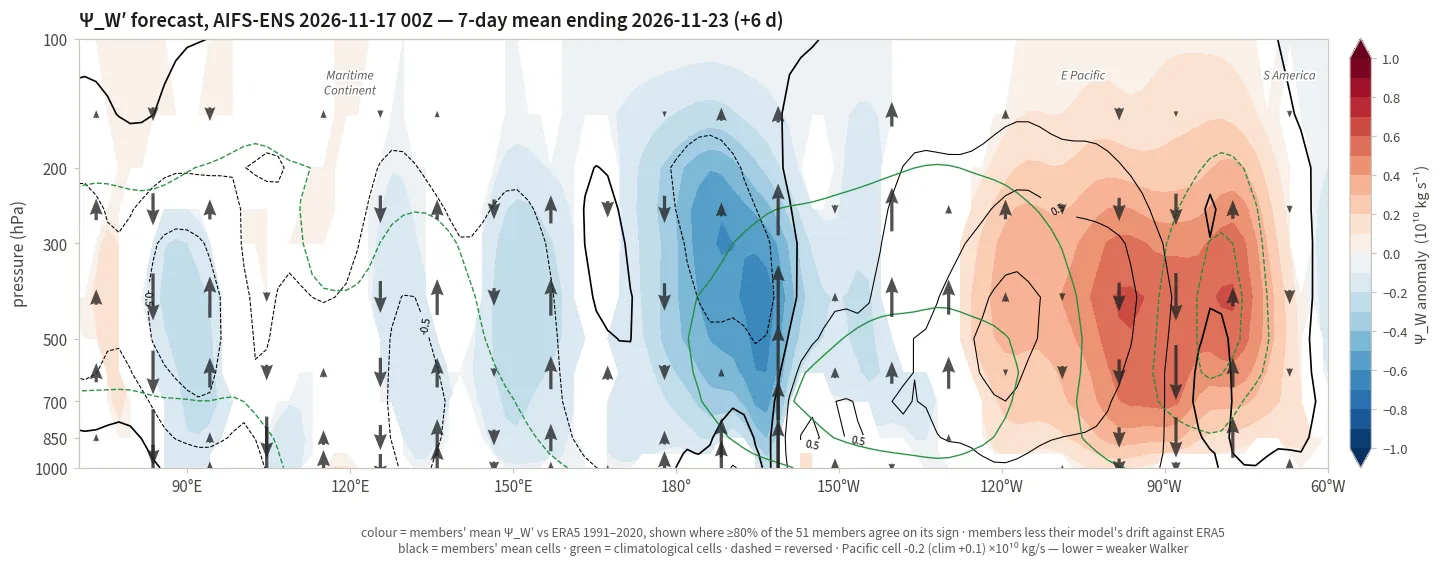 Ψ_W′ forecast, AIFS-ENS 2026-11-17 00Z — 7-day mean ending 2026-11-23 (+6 d)
100
200
300
500
700
850
1000
pressure (hPa)
Maritime
Continent
E Pacific
S America
-0.5
-0.5
0.5
0.5
0.5
90°E
120°E
150°E
180°
150°W
120°W
90°W
60°W
1.0
0.8
0.6
0.4
0.2
0.0
−0.2
−0.4
−0.6
−0.8
−1.0
Ψ_W anomaly (10¹⁰ kg s⁻¹)
colour = members' mean Ψ_W′ vs ERA5 1991–2020, shown where ≥80% of the 51 members agree on its sign · members less their model's drift against ERA5
black = members' mean cells · green = climatological cells · dashed = reversed · Pacific cell -0.2 (clim +0.1) ×10¹⁰ kg/s — lower = weaker Walker